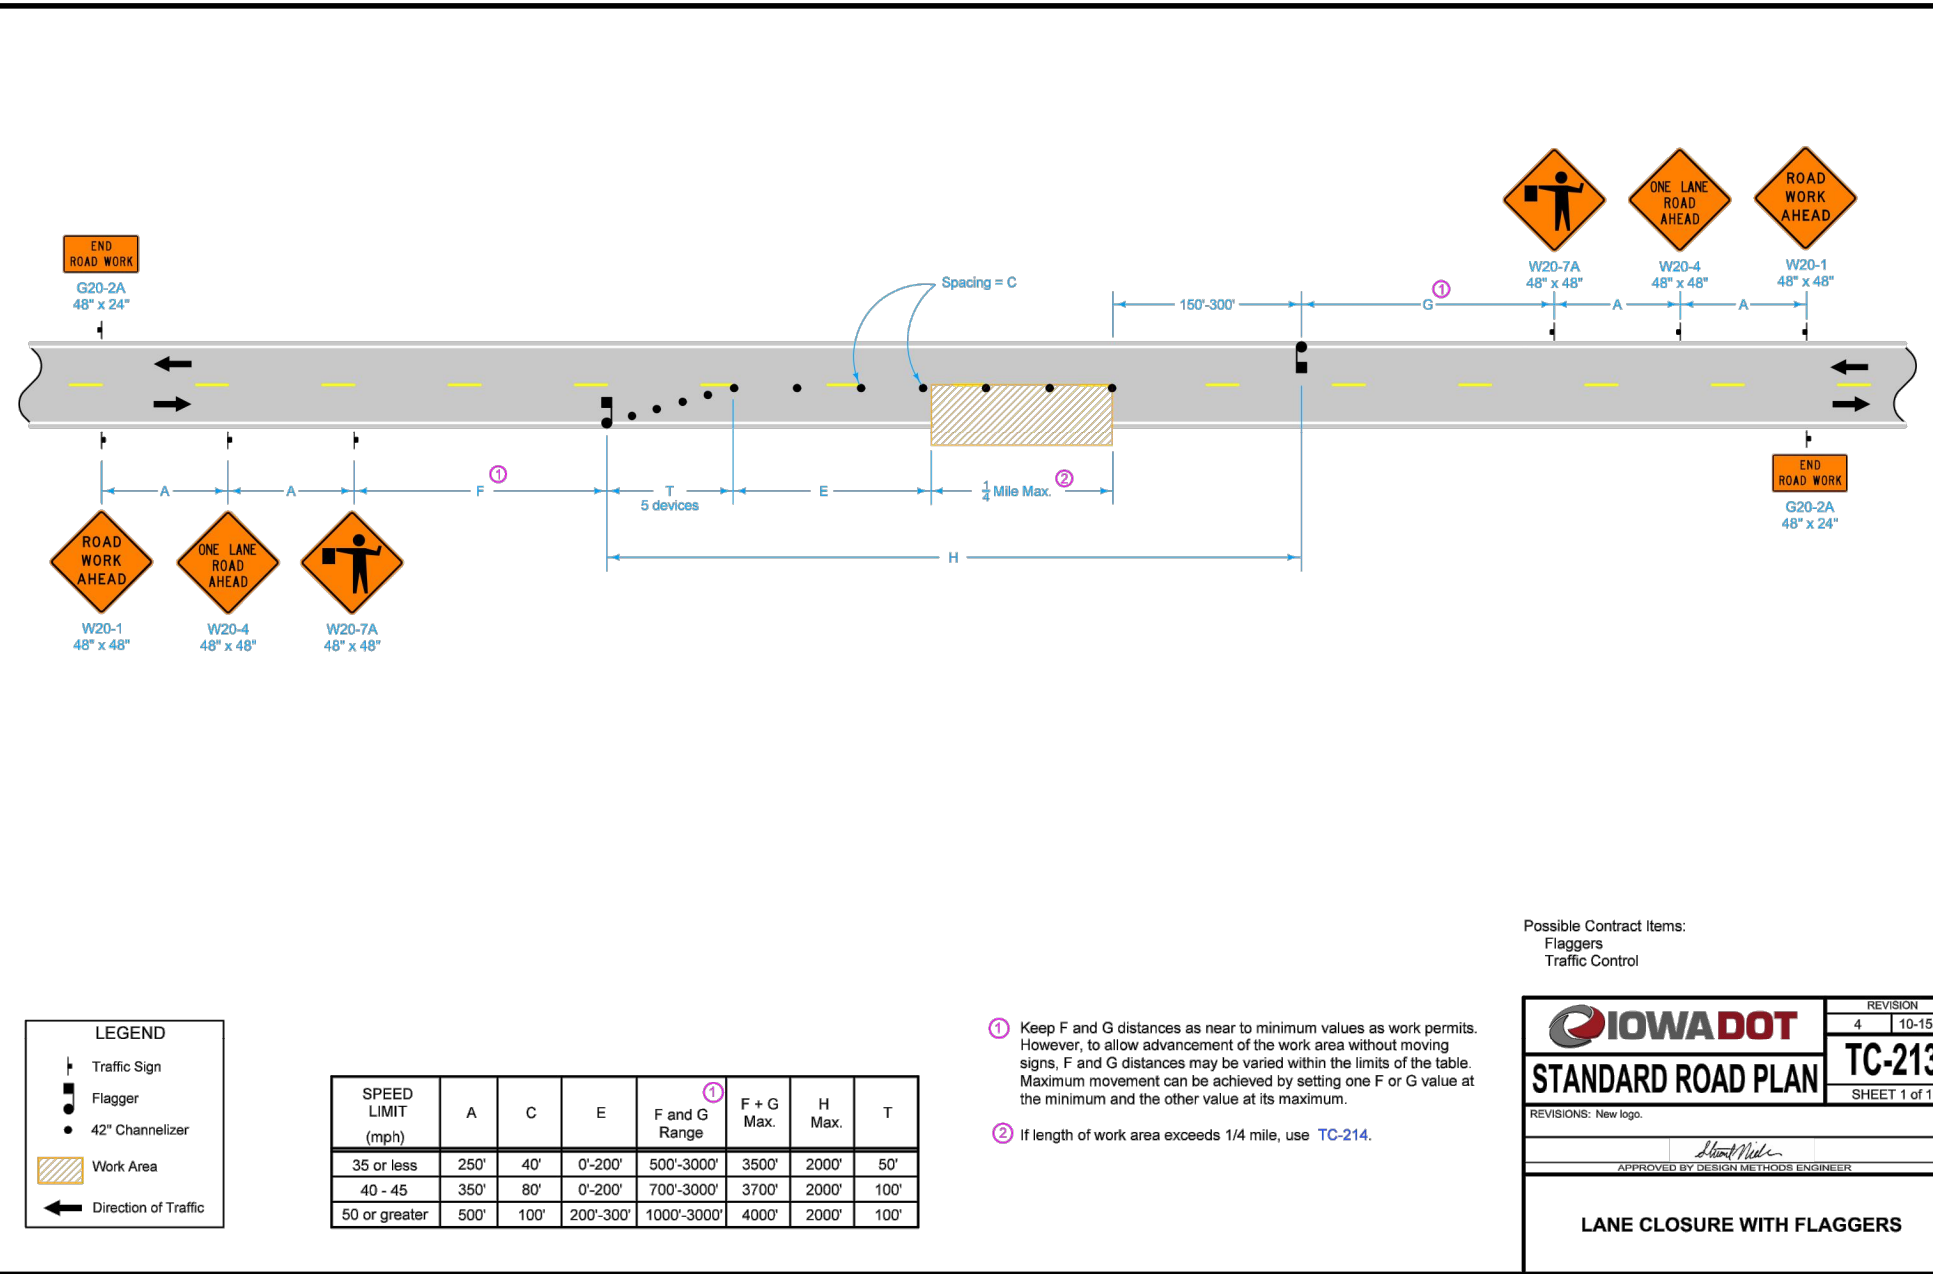 ROAD
WORK
AHEAD
ONE LANE
ROAD
AHEAD
END
ROAD WORK
W20-7A
48" x 48"
W20-4
48" x 48"
W20-1
48" x 48"
G20-2A
48" x 24"
Spacing = C
150'-300'
G
1
A
A
A
A
F
1
T
5 devices
E
1/4 Mile Max.
2
H
END
ROAD WORK
G20-2A
48" x 24"
ROAD
WORK
AHEAD
ONE LANE
ROAD
AHEAD
W20-1
48" x 48"
W20-4
48" x 48"
W20-7A
48" x 48"
Possible Contract Items:
Flaggers
Traffic Control
LEGEND
Traffic Sign
Flagger
42" Channelizer
Work Area
Direction of Traffic
SPEED LIMIT (mph) A C E F and G Range 1 F + G Max. H Max. T
35 or less 250' 40' 0'-200' 500'-3000' 3500' 2000' 50'
40 - 45 350' 80' 0'-200' 700'-3000' 3700' 2000' 100'
50 or greater 500' 100' 200'-300' 1000'-3000' 4000' 2000' 100'
1 Keep F and G distances as near to minimum values as work permits.
However, to allow advancement of the work area without moving
signs, F and G distances may be varied within the limits of the table.
Maximum movement can be achieved by setting one F or G value at
the minimum and the other value at its maximum.
2 If length of work area exceeds 1/4 mile, use TC-214.
IOWADOT
REVISION
4 10-15
STANDARD ROAD PLAN
TC-213
SHEET 1 of 1
REVISIONS: New logo.
APPROVED BY DESIGN METHODS ENGINEER
LANE CLOSURE WITH FLAGGERS